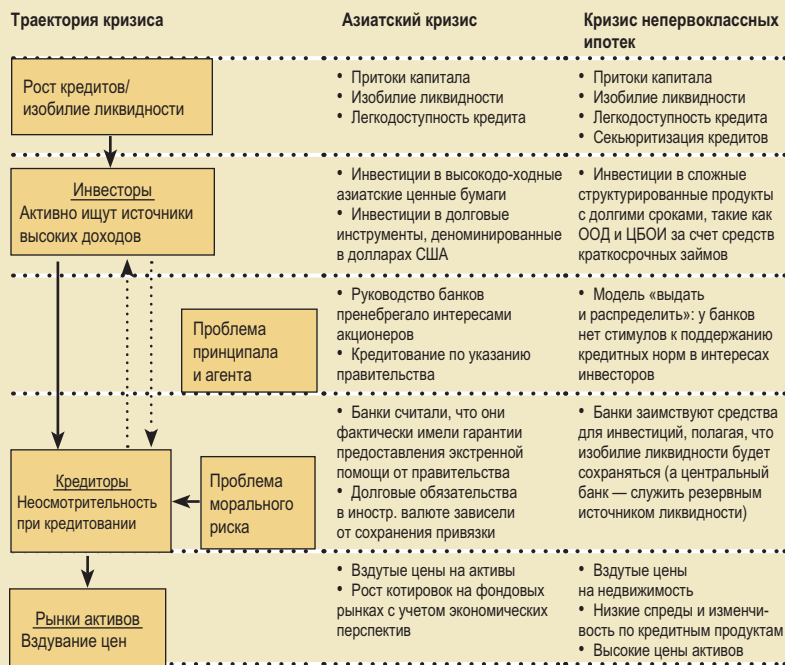 Траектория кризиса
Азиатский кризис
Кризис непервоклассных
ипотек
Рост кредитов/
изобилие ликвидности
• Притоки капитала
• Изобилие ликвидности
• Легкодоступность кредита
• Притоки капитала
• Изобилие ликвидности
• Легкодоступность кредита
• Секьюритизация кредитов
Инвесторы
Активно ищут источники
высоких доходов
• Инвестиции в высокодо-ходные
азиатские ценные бумаги
• Инвестиции в долговые
инструменты, деноминированные
в долларах США
• Инвестиции в сложные
структурированные продукты
с долгими сроками, такие как
ООД и ЦБОИ за счет средств
краткосрочных займов
Проблема
принципала
и агента
• Руководство банков
пренебрегало интересами
акционеров
• Кредитование по указанию
правительства
• Модель «выдать
и распределить»: у банков
нет стимулов к поддержанию
кредитных норм в интересах
инвесторов
Кредиторы
Неосмотрительность
при кредитовании
Проблема
морального
риска
• Банки считали, что они
фактически имели гарантии
предоставления экстренной
помощи от правительства
• Долговые обязательства
в иностр. валюте зависели
от сохранения привязки
• Банки заимствуют средства
для инвестиций, полагая, что
изобилие ликвидности будет
сохраняться (а центральный
банк — служить резервным
источником ликвидности)
Рынки активов
Вздувание цен
• Вздутые цены на активы
• Рост котировок на фондовых
рынках с учетом экономических
перспектив
• Вздутые цены
на недвижимость
• Низкие спреды и изменчи-
вость по кредитным продуктам
• Высокие цены активов